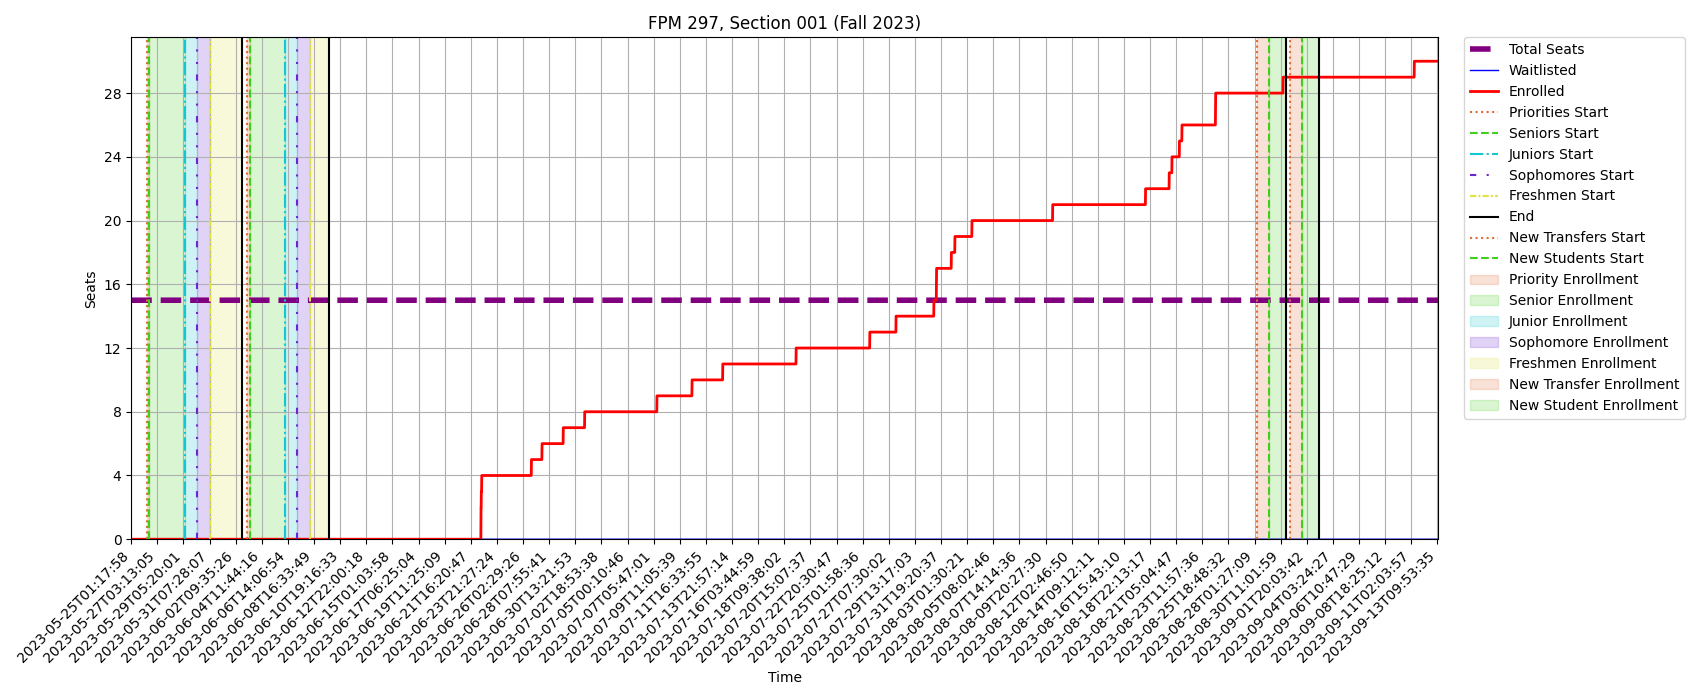 FPM 297, Section 001 (Fall 2023)
Seats
28
24
20
16
12
8
4
0
2023-05-25T01:17:58
2023-05-27T03:13:05
2023-05-29T05:20:01
2023-05-31T07:28:07
2023-06-02T09:35:26
2023-06-04T11:44:16
2023-06-06T14:06:54
2023-06-08T16:33:49
2023-06-10T19:16:33
2023-06-12T22:00:18
2023-06-15T01:03:58
2023-06-17T06:25:04
2023-06-19T11:25:09
2023-06-21T16:20:47
2023-06-23T21:27:24
2023-06-26T02:29:26
2023-06-28T07:55:41
2023-06-30T13:21:53
2023-07-02T18:53:38
2023-07-05T00:10:46
2023-07-07T05:47:01
2023-07-09T11:05:39
2023-07-11T16:33:55
2023-07-13T21:57:14
2023-07-16T03:44:59
2023-07-18T09:38:02
2023-07-20T15:07:37
2023-07-22T20:30:47
2023-07-25T01:58:36
2023-07-27T07:30:02
2023-07-29T13:17:03
2023-07-31T19:20:37
2023-08-03T01:30:21
2023-08-05T08:02:46
2023-08-07T14:14:36
2023-08-09T20:27:30
2023-08-12T02:46:50
2023-08-14T09:12:11
2023-08-16T15:43:10
2023-08-18T22:13:17
2023-08-21T05:04:47
2023-08-23T11:57:36
2023-08-25T18:48:32
2023-08-28T01:27:09
2023-08-30T11:01:59
2023-09-01T20:03:42
2023-09-04T03:24:27
2023-09-06T10:47:29
2023-09-08T18:25:12
2023-09-11T02:03:57
2023-09-13T09:53:35
Time
Total Seats
Waitlisted
Enrolled
Priorities Start
Seniors Start
Juniors Start
Sophomores Start
Freshmen Start
End
New Transfers Start
New Students Start
Priority Enrollment
Senior Enrollment
Junior Enrollment
Sophomore Enrollment
Freshmen Enrollment
New Transfer Enrollment
New Student Enrollment